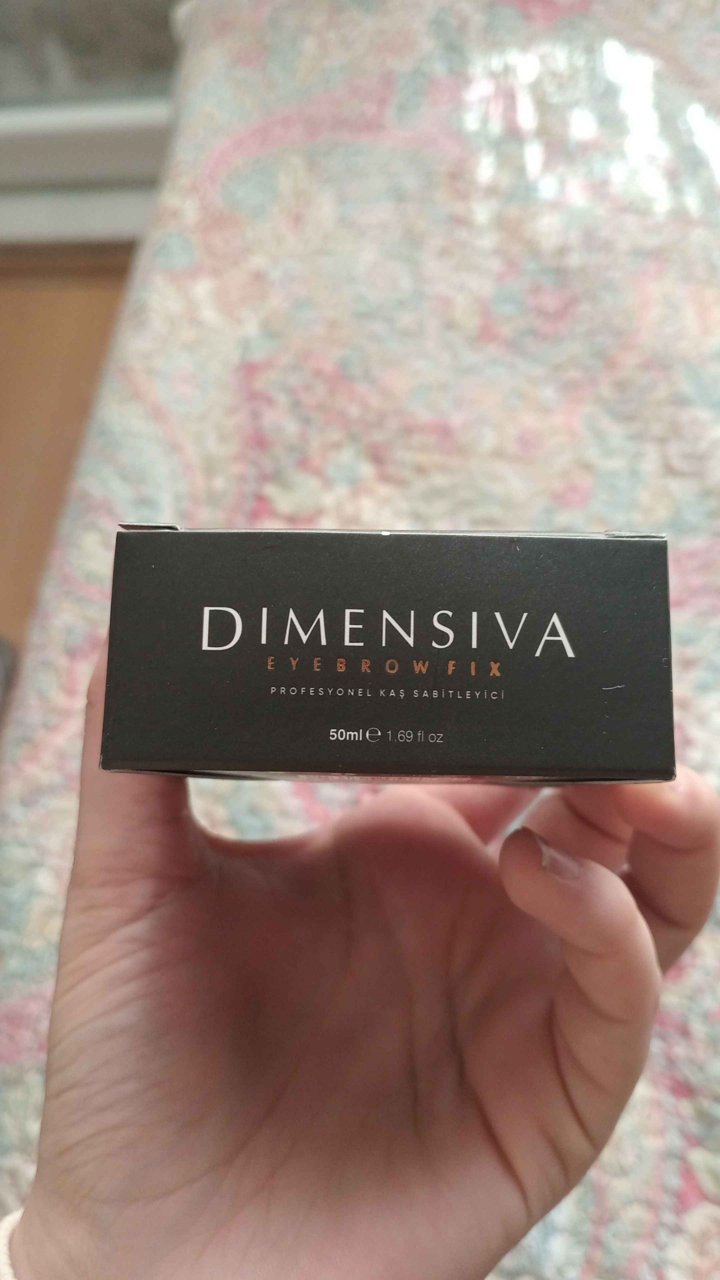 DIMENSIVA
EYEBROW FIX
PROFESYONEL KAŞ SABİTLEYİCİ
50ml ℮ 1,69 fl oz